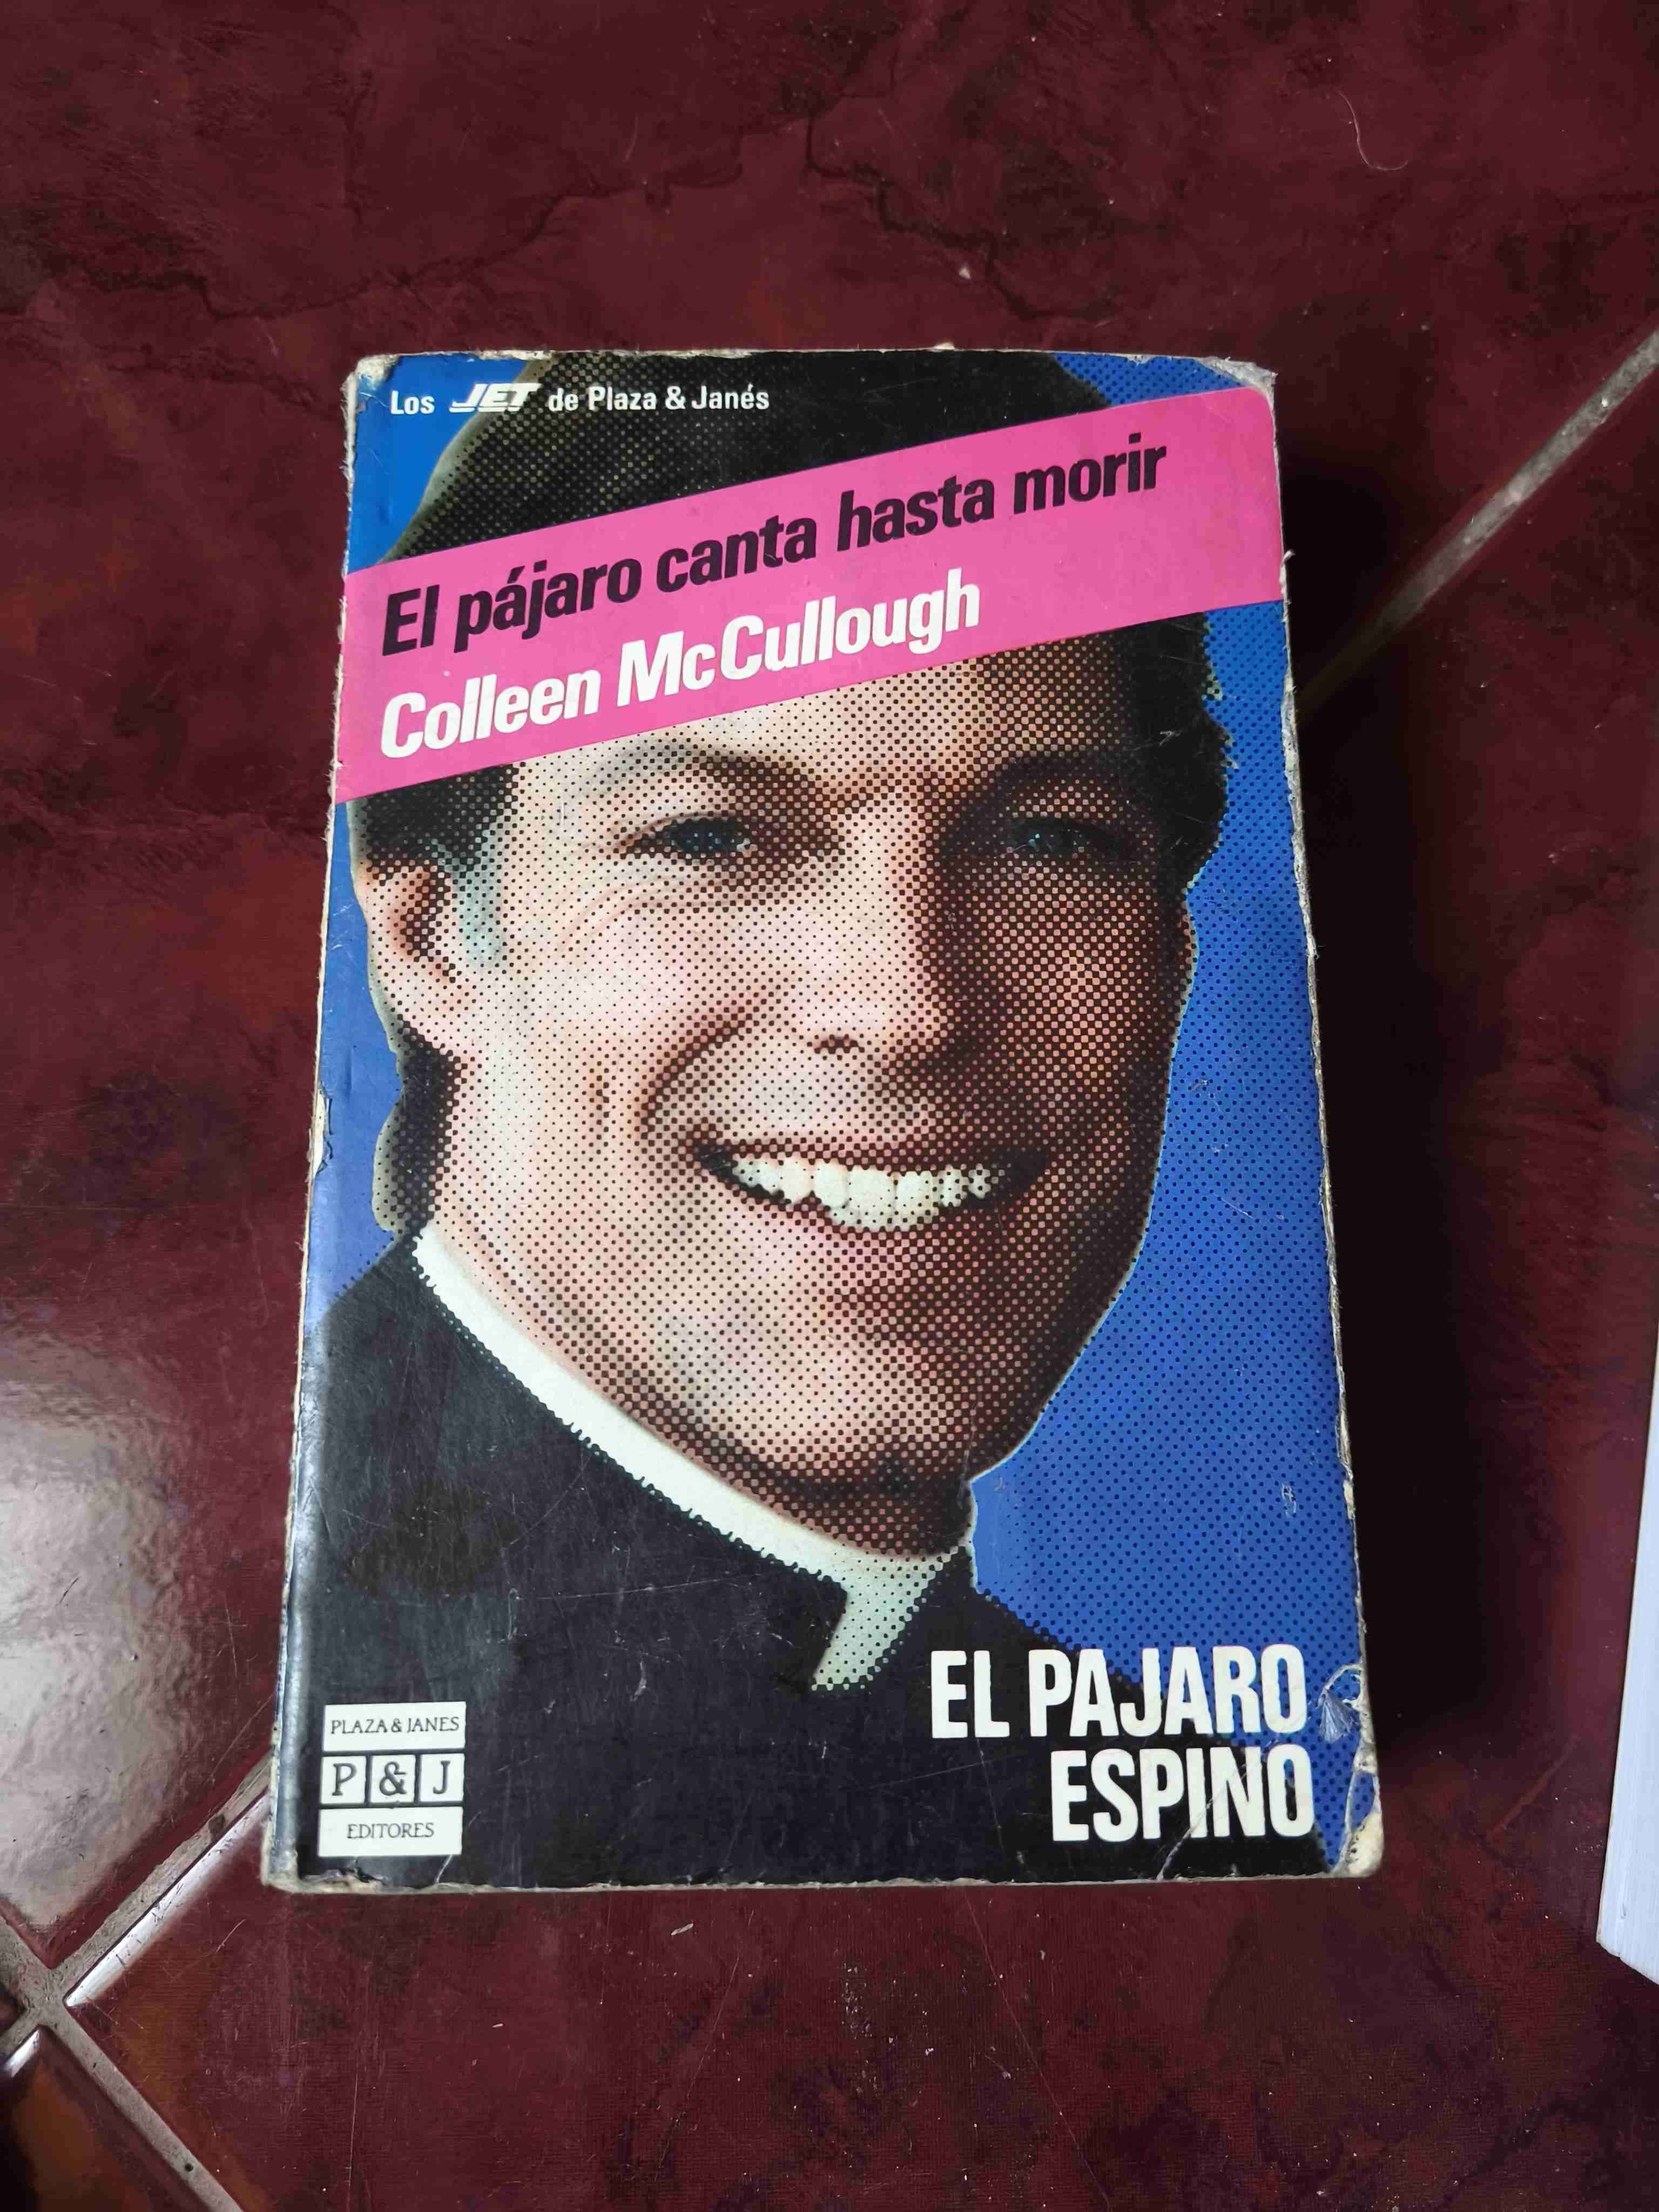 Los JET de Plaza & Janés
El pájaro canta hasta morir
Colleen McCullough
EL PAJARO
ESPINO
PLAZA & JANES
P & J
EDITORES